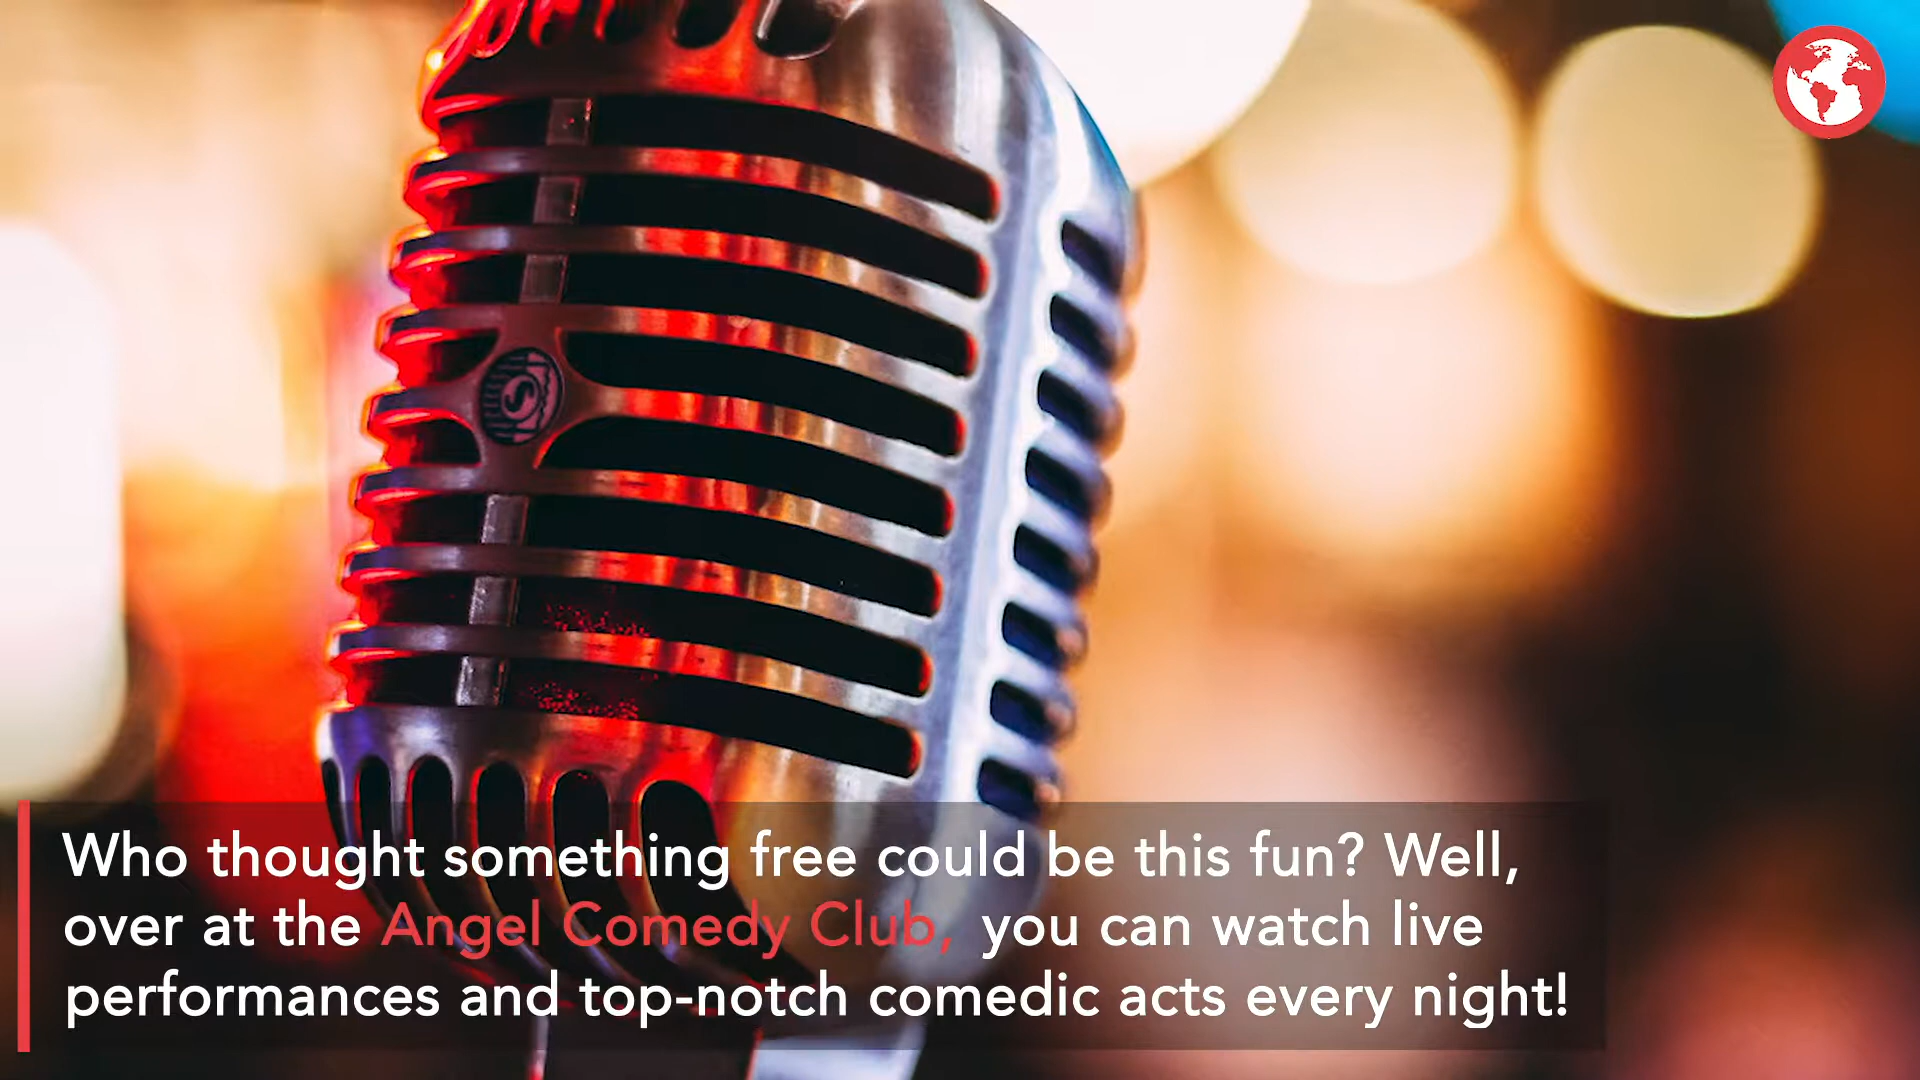 Who thought something free could be this fun? Well,
over at the Angel Comedy Club, you can watch live
performances and top-notch comedic acts every night!